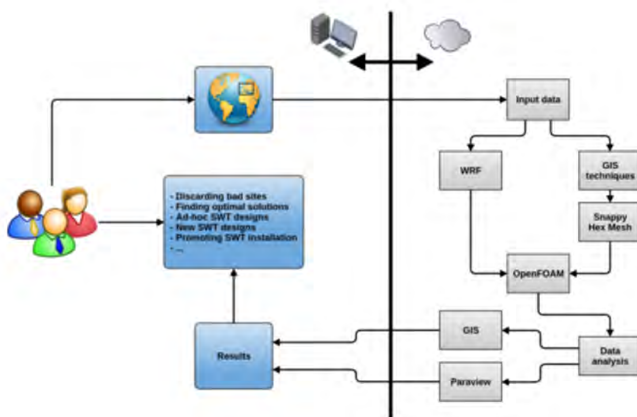 Input data
WRF
GIS
techniques
- Discarding bad sites
- Finding optimal solutions
- Ad-hoc SWT designs
- New SWT designs
- Promoting SWT installation
- ...
Snappy
Hex Mesh
OpenFOAM
GIS
Results
Data
analysis
Paraview